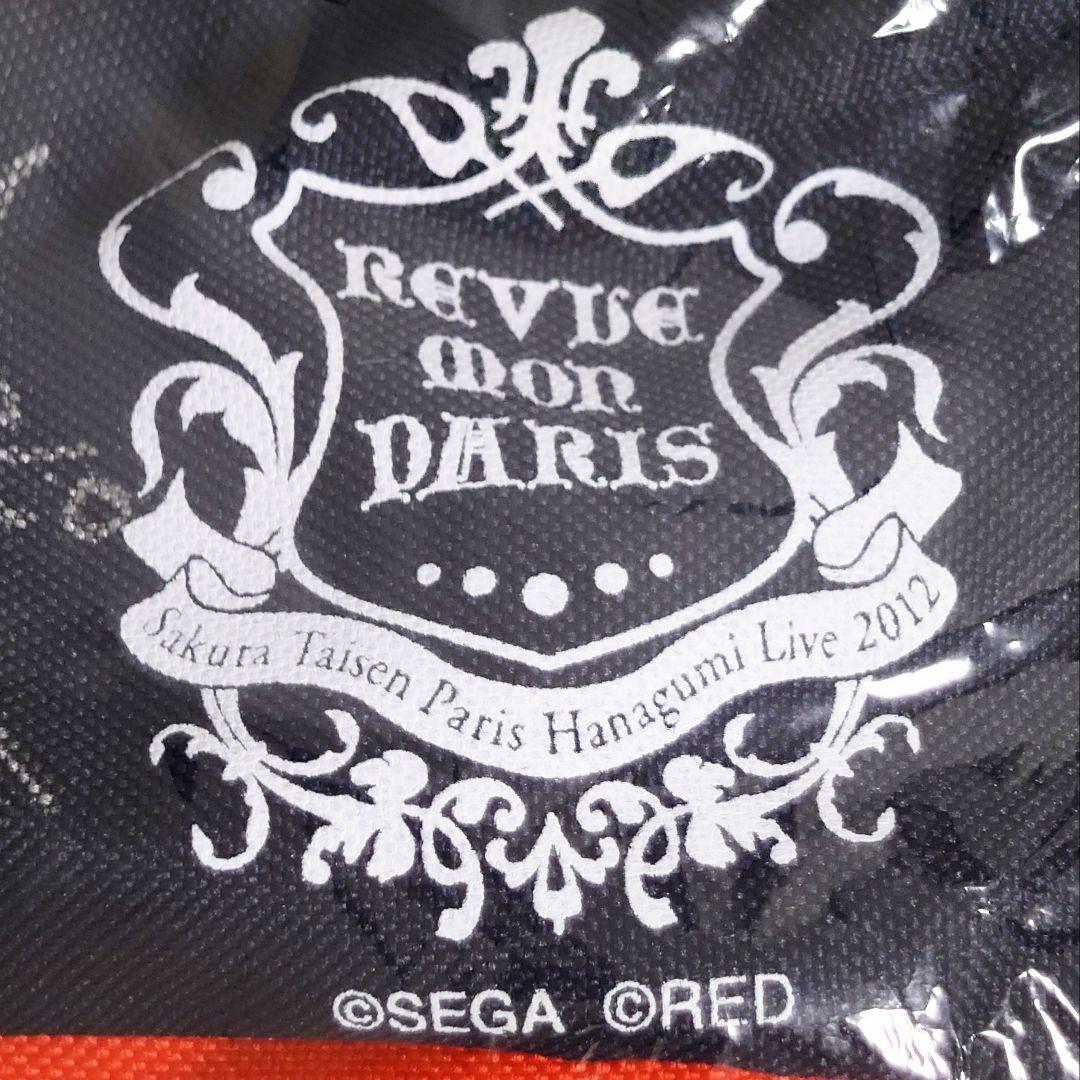 REVUE
MON
PARIS
Sakura Taisen Paris Hanagumi Live 2012
©SEGA ©RED